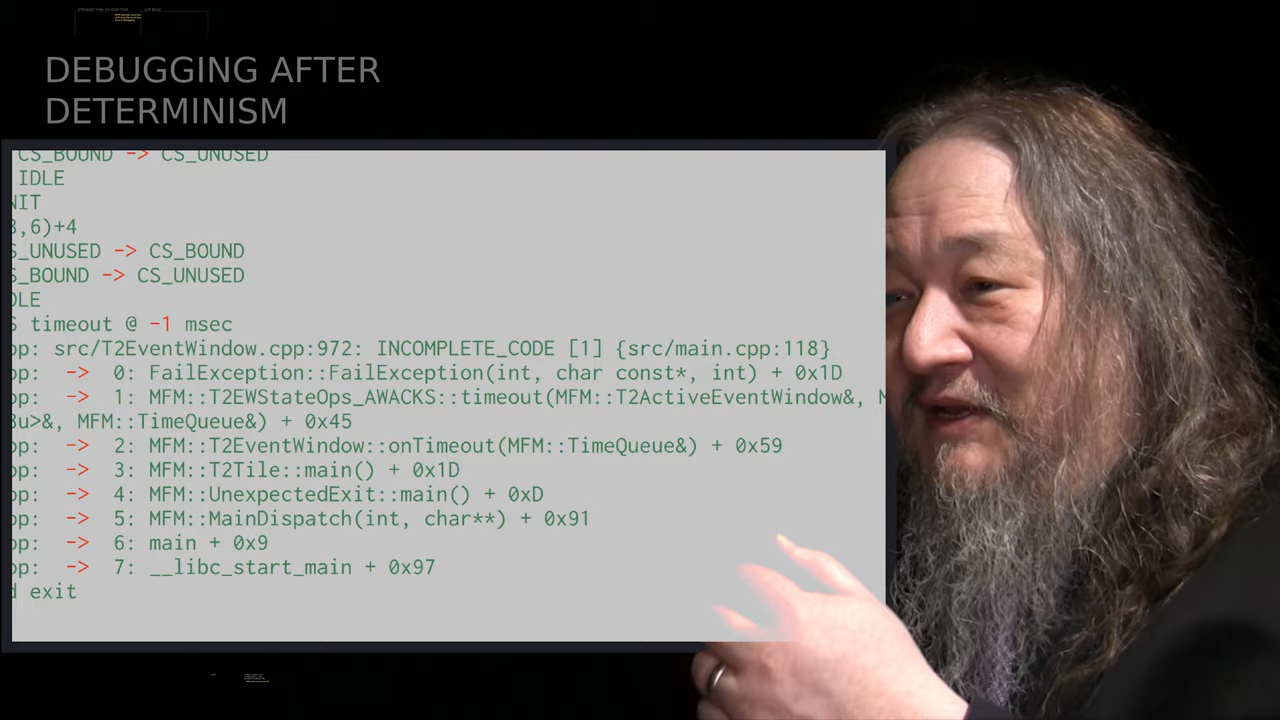 DEBUGGING AFTER
DETERMINISM
CS_BOUND -> CS_UNUSED
IDLE
NIT
3,6)+4
S_UNUSED -> CS_BOUND
S_BOUND -> CS_UNUSED
DLE
S timeout @ -1 msec
pp: src/T2EventWindow.cpp:972: INCOMPLETE_CODE [1] {src/main.cpp:118}
pp: -> 0: FailException::FailException(int, char const*, int) + 0x1D
pp: -> 1: MFM::T2EWStateOps_AWACKS::timeout(MFM::T2ActiveEventWindow&, M
8u>&, MFM::TimeQueue&) + 0x45
pp: -> 2: MFM::T2EventWindow::onTimeout(MFM::TimeQueue&) + 0x59
pp: -> 3: MFM::T2Tile::main() + 0x1D
pp: -> 4: MFM::UnexpectedExit::main() + 0xD
pp: -> 5: MFM::MainDispatch(int, char**) + 0x91
pp: -> 6: main + 0x9
pp: -> 7: __libc_start_main + 0x97
d exit